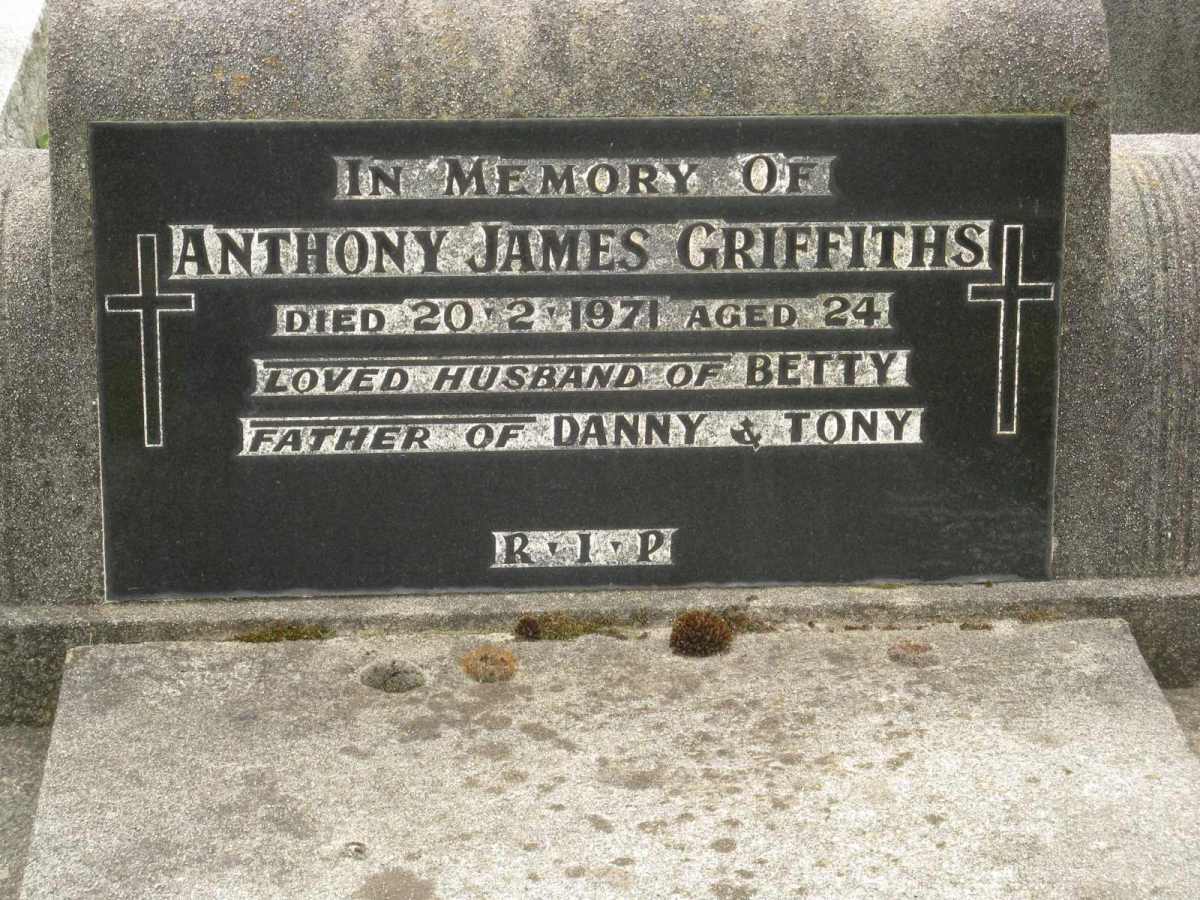 In Memory Of
Anthony James Griffiths
Died 20·2·1971 aged 24
Loved husband of Betty
Father of Danny & Tony
R·I·P